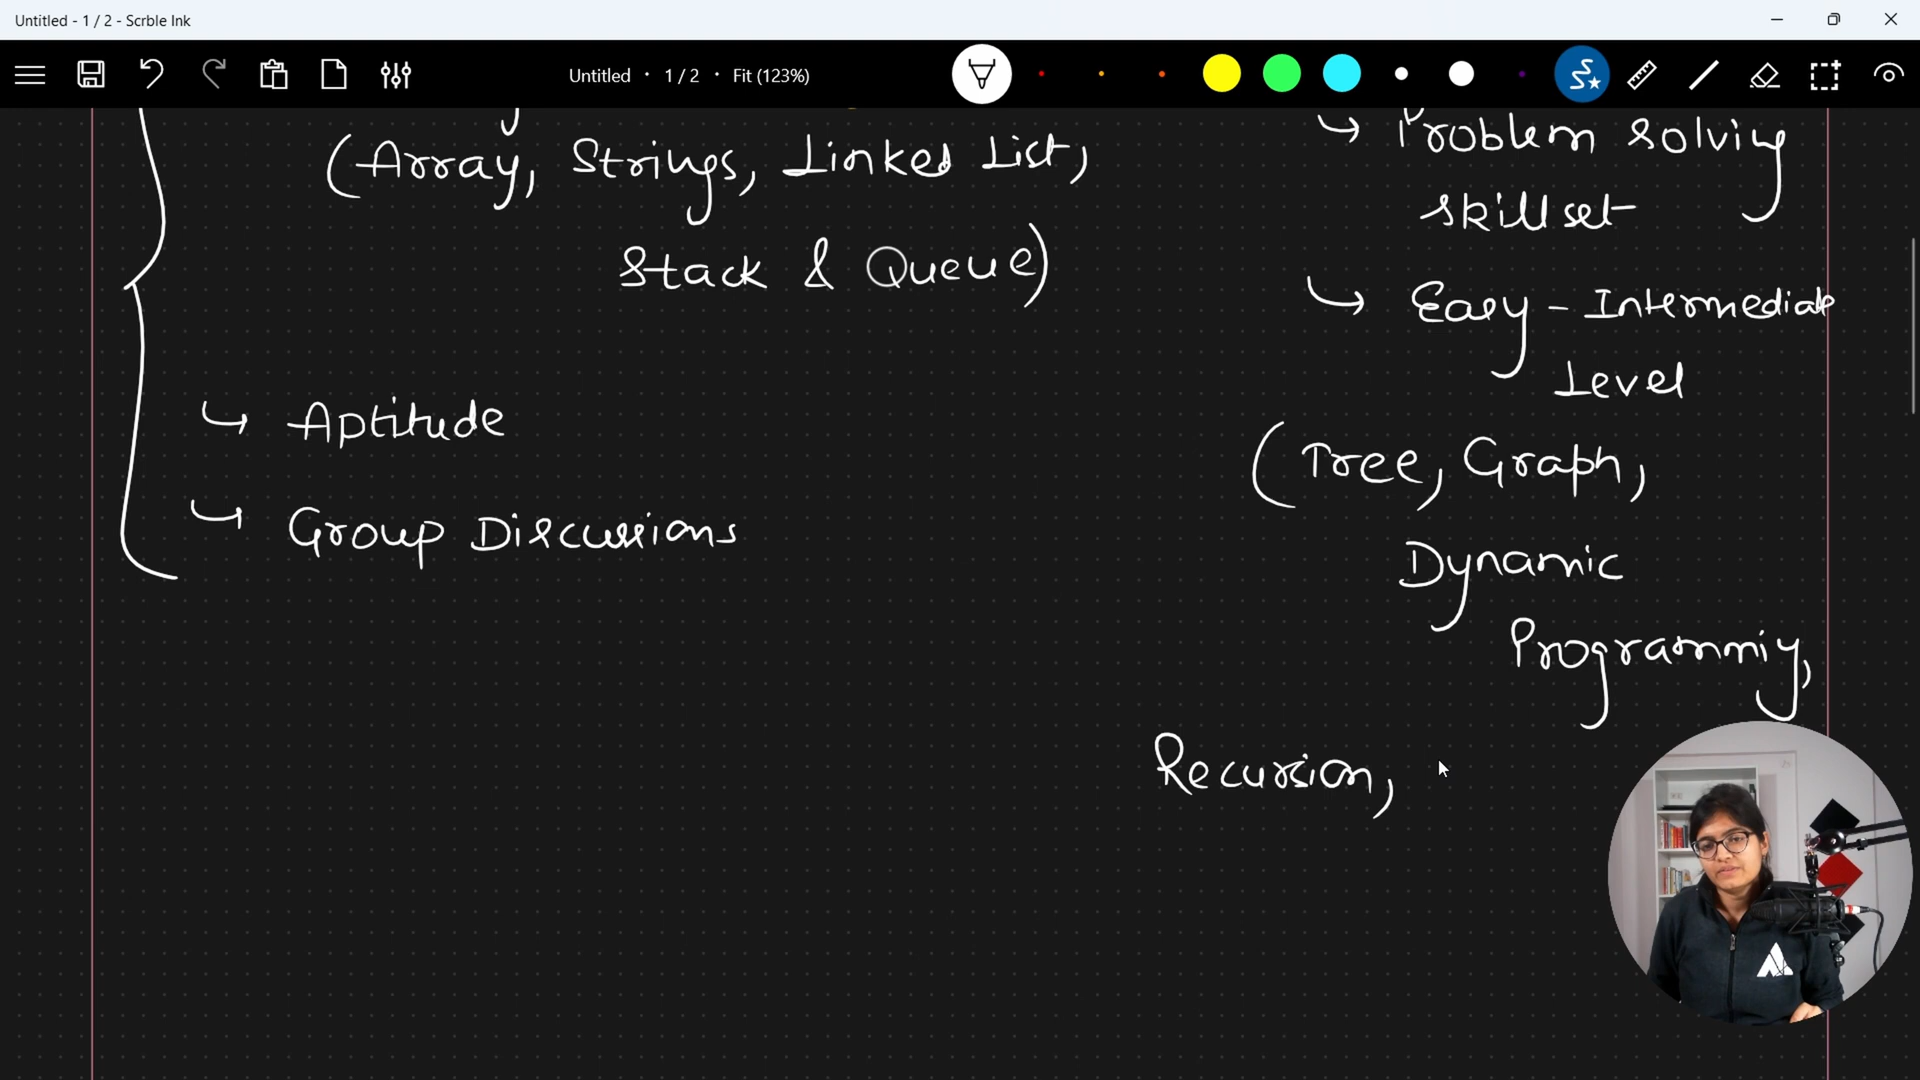 Untitled - 1 / 2 - Scrble Ink
Untitled • 1 / 2 • Fit (123%)
(Array, Strings, Linked List,
Stack & Queue)
↳ Aptitude
↳ Group Discussions
↳ Problem solving
skill set
↳ Easy - Intermediate
Level
(Tree, Graph,
Dynamic
Programming,
Recursion,